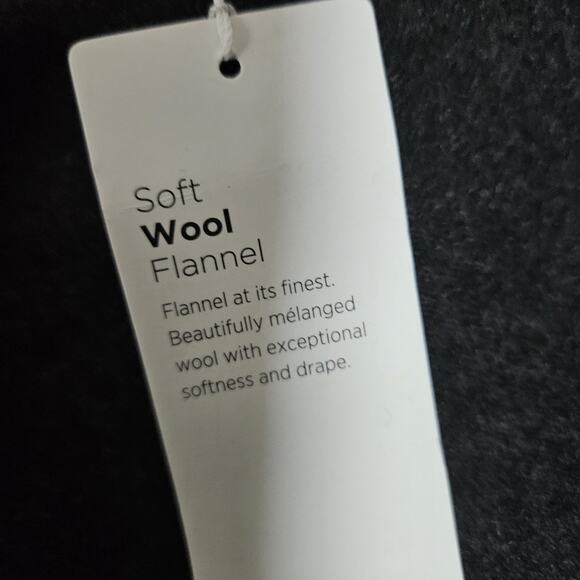 Soft
Wool
Flannel
Flannel at its finest.
Beautifully mélanged
wool with exceptional
softness and drape.